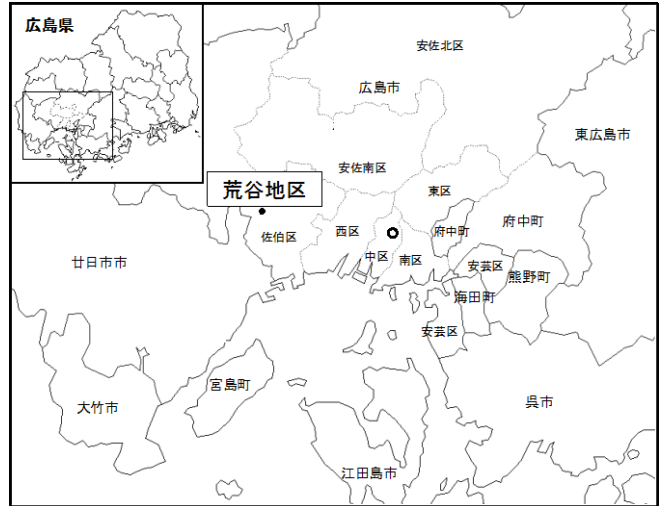 広島県
安佐北区
広島市
東広島市
安佐南区
荒谷地区
東区
府中町
西区
府中町
佐伯区
中区
南区
廿日市市
安芸区
熊野町
海田町
安芸区
宮島町
大竹市
呉市
江田島市